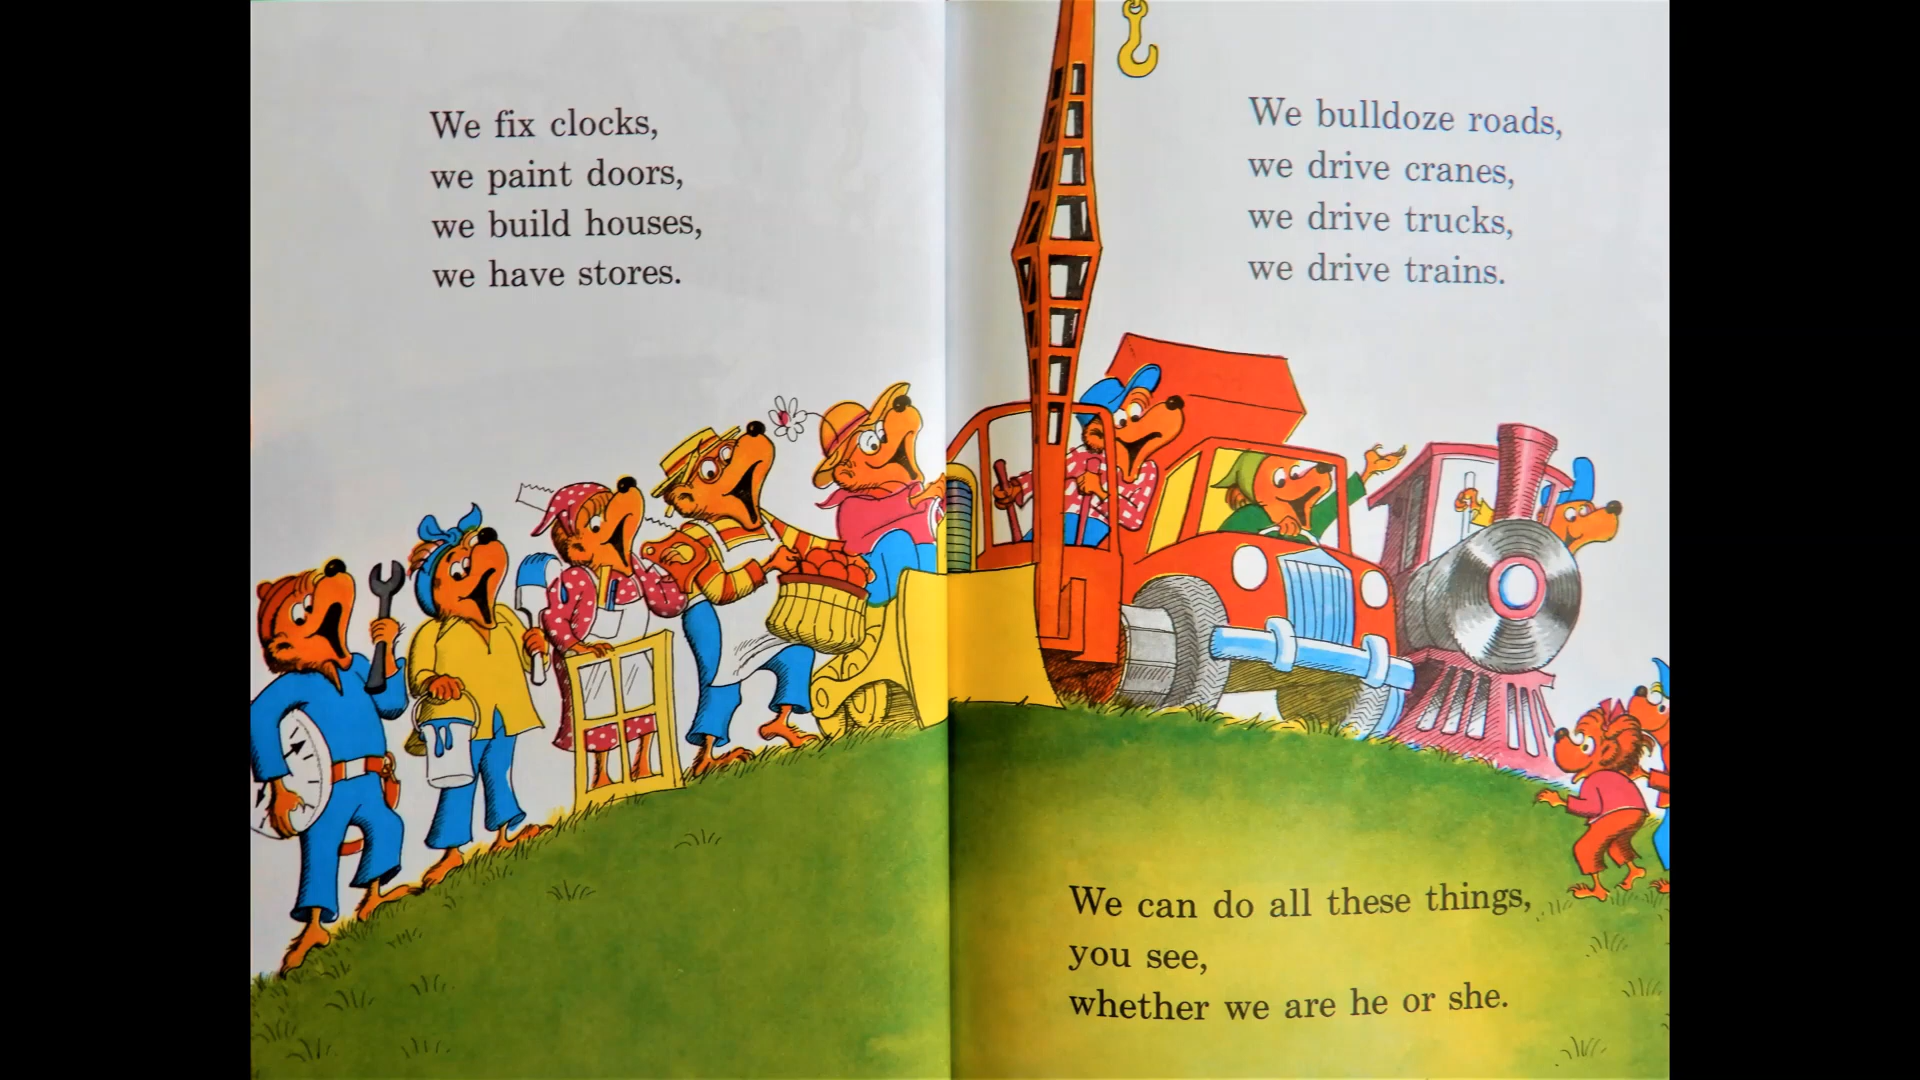 We fix clocks,
we paint doors,
we build houses,
we have stores.
We bulldoze roads,
we drive cranes,
we drive trucks,
we drive trains.
We can do all these things,
you see,
whether we are he or she.